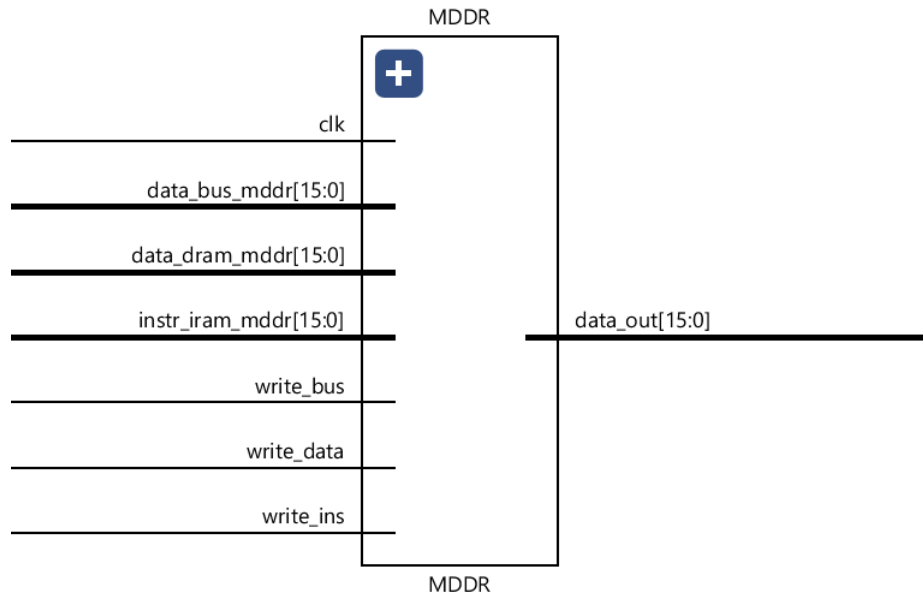 MDDR
clk
data_bus_mddr[15:0]
data_dram_mddr[15:0]
instr_iram_mddr[15:0]
data_out[15:0]
write_bus
write_data
write_ins
MDDR